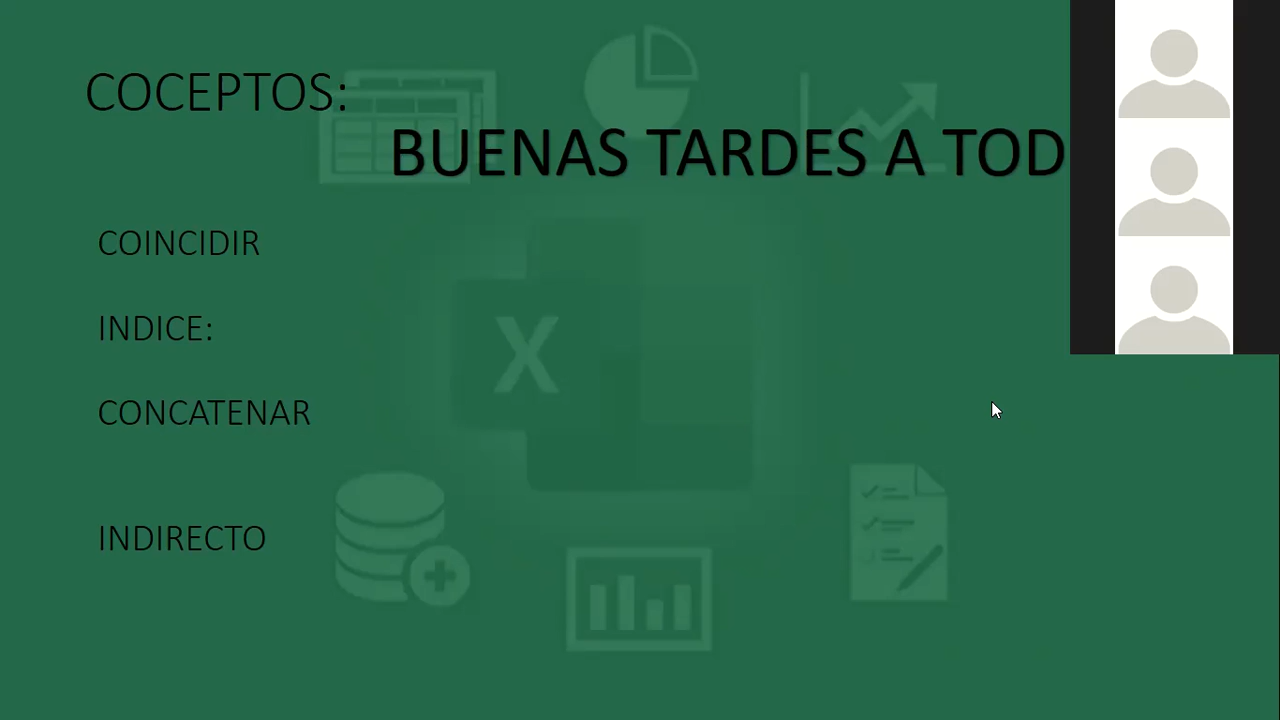 COCEPTOS:
BUENAS TARDES A TOD
COINCIDIR
INDICE:
CONCATENAR
INDIRECTO
X